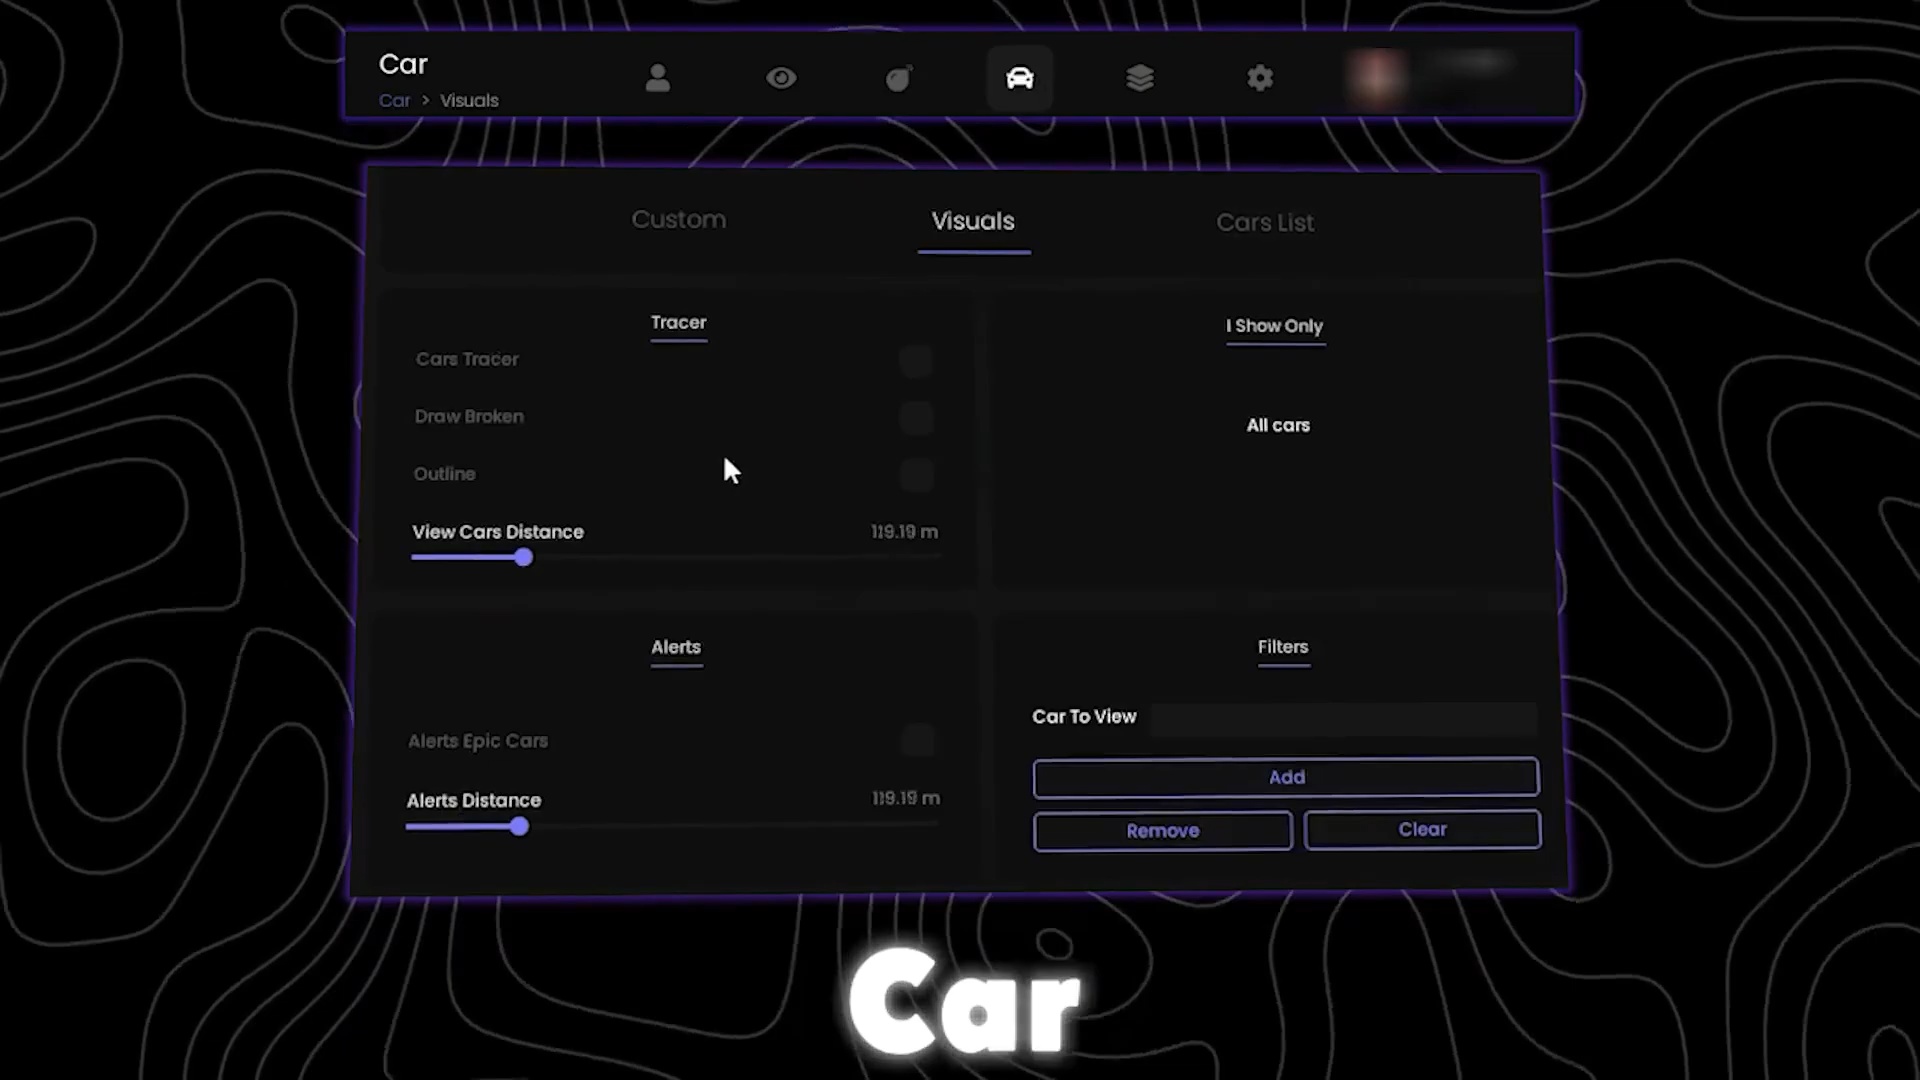 Car
Car > Visuals
Custom
Visuals
Cars List
Tracer
Cars Tracer
Draw Broken
Outline
View Cars Distance
119.19 m
I Show Only
All cars
Alerts
Alerts Epic Cars
Alerts Distance
119.19 m
Filters
Car To View
Add
Remove
Clear
Car